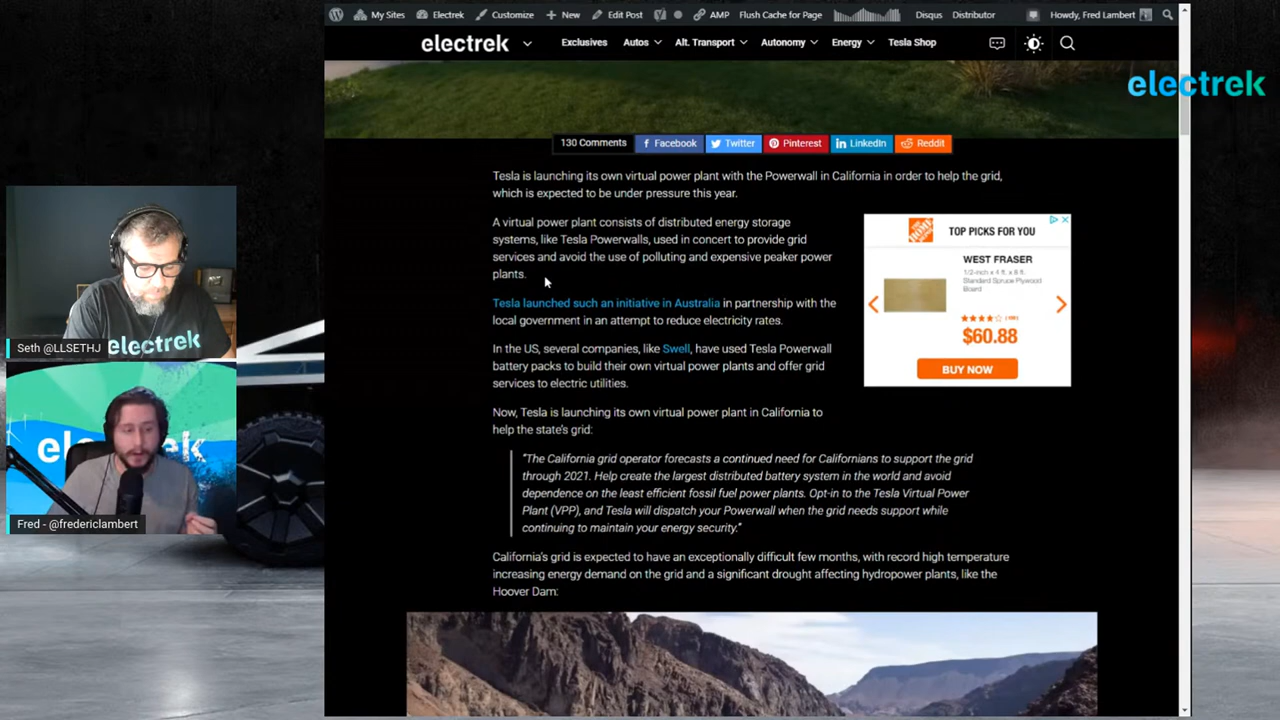 My Sites Electrek Customize + New Edit Post AMP Flush Cache for Page Disqus Distributor Howdy, Fred Lambert
electrek Exclusives Autos Alt. Transport Autonomy Energy Tesla Shop
electrek
130 Comments Facebook Twitter Pinterest LinkedIn Reddit
Tesla is launching its own virtual power plant with the Powerwall in California in order to help the grid,
which is expected to be under pressure this year.
A virtual power plant consists of distributed energy storage
systems, like Tesla Powerwalls, used in concert to provide grid
services and avoid the use of polluting and expensive peaker power
plants.
Tesla launched such an initiative in Australia in partnership with the
local government in an attempt to reduce electricity rates.
In the US, several companies, like Swell, have used Tesla Powerwall
battery packs to build their own virtual power plants and offer grid
services to electric utilities.
THE HOME DEPOT
TOP PICKS FOR YOU
WEST FRASER
1/2-inch x 4 ft. x 8 ft.
Standard Spruce Plywood
Board
$60.88
BUY NOW
Now, Tesla is launching its own virtual power plant in California to
help the state's grid:
"The California grid operator forecasts a continued need for Californians to support the grid
through 2021. Help create the largest distributed battery system in the world and avoid
dependence on the least efficient fossil fuel power plants. Opt-in to the Tesla Virtual Power
Plant (VPP), and Tesla will dispatch your Powerwall when the grid needs support while
continuing to maintain your energy security."
California's grid is expected to have an exceptionally difficult few months, with record high temperature
increasing energy demand on the grid and a significant drought affecting hydropower plants, like the
Hoover Dam:
electrek
Seth @LLSETHJ
el k
Fred - @fredericlambert